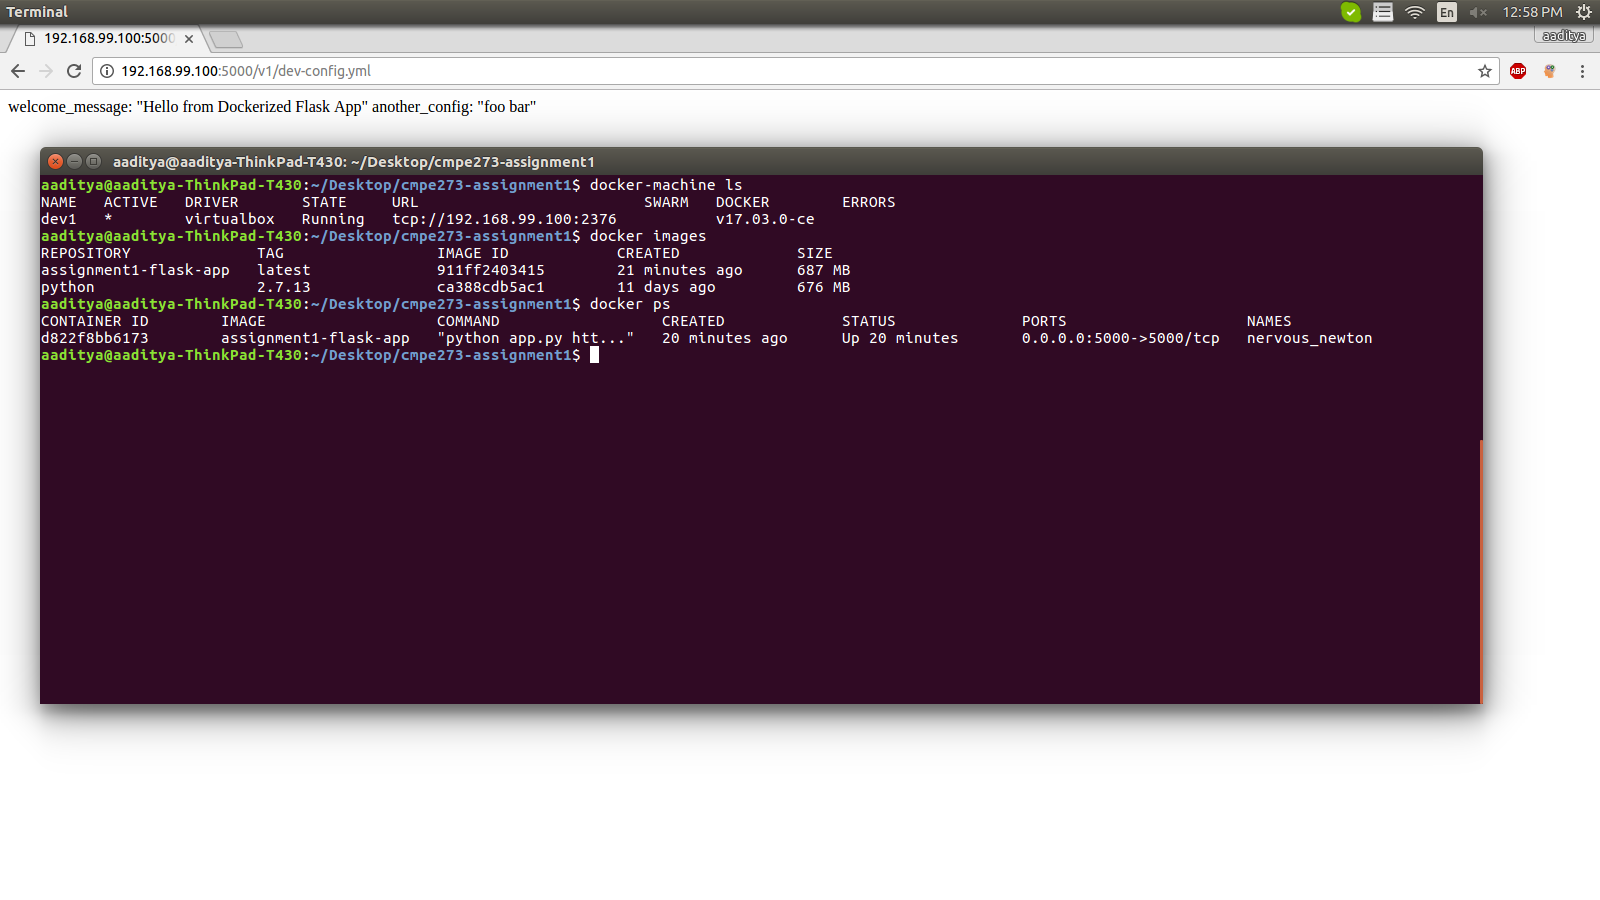 Terminal
En
12:58 PM
192.168.99.100:5000
aaditya
192.168.99.100:5000/v1/dev-config.yml
ABP
welcome_message: "Hello from Dockerized Flask App" another_config: "foo bar"
aaditya@aaditya-ThinkPad-T430: ~/Desktop/cmpe273-assignment1
aaditya@aaditya-ThinkPad-T430:~/Desktop/cmpe273-assignment1$ docker-machine ls
NAME   ACTIVE   DRIVER       STATE     URL                         SWARM   DOCKER        ERRORS
dev1   *        virtualbox   Running   tcp://192.168.99.100:2376           v17.03.0-ce
aaditya@aaditya-ThinkPad-T430:~/Desktop/cmpe273-assignment1$ docker images
REPOSITORY              TAG                 IMAGE ID            CREATED             SIZE
assignment1-flask-app   latest              911ff2403415        21 minutes ago      687 MB
python                  2.7.13              ca388cdb5ac1        11 days ago         676 MB
aaditya@aaditya-ThinkPad-T430:~/Desktop/cmpe273-assignment1$ docker ps
CONTAINER ID        IMAGE                   COMMAND                  CREATED             STATUS              PORTS                    NAMES
d822f8bb6173        assignment1-flask-app   "python app.py htt..."   20 minutes ago      Up 20 minutes       0.0.0.0:5000->5000/tcp   nervous_newton
aaditya@aaditya-ThinkPad-T430:~/Desktop/cmpe273-assignment1$